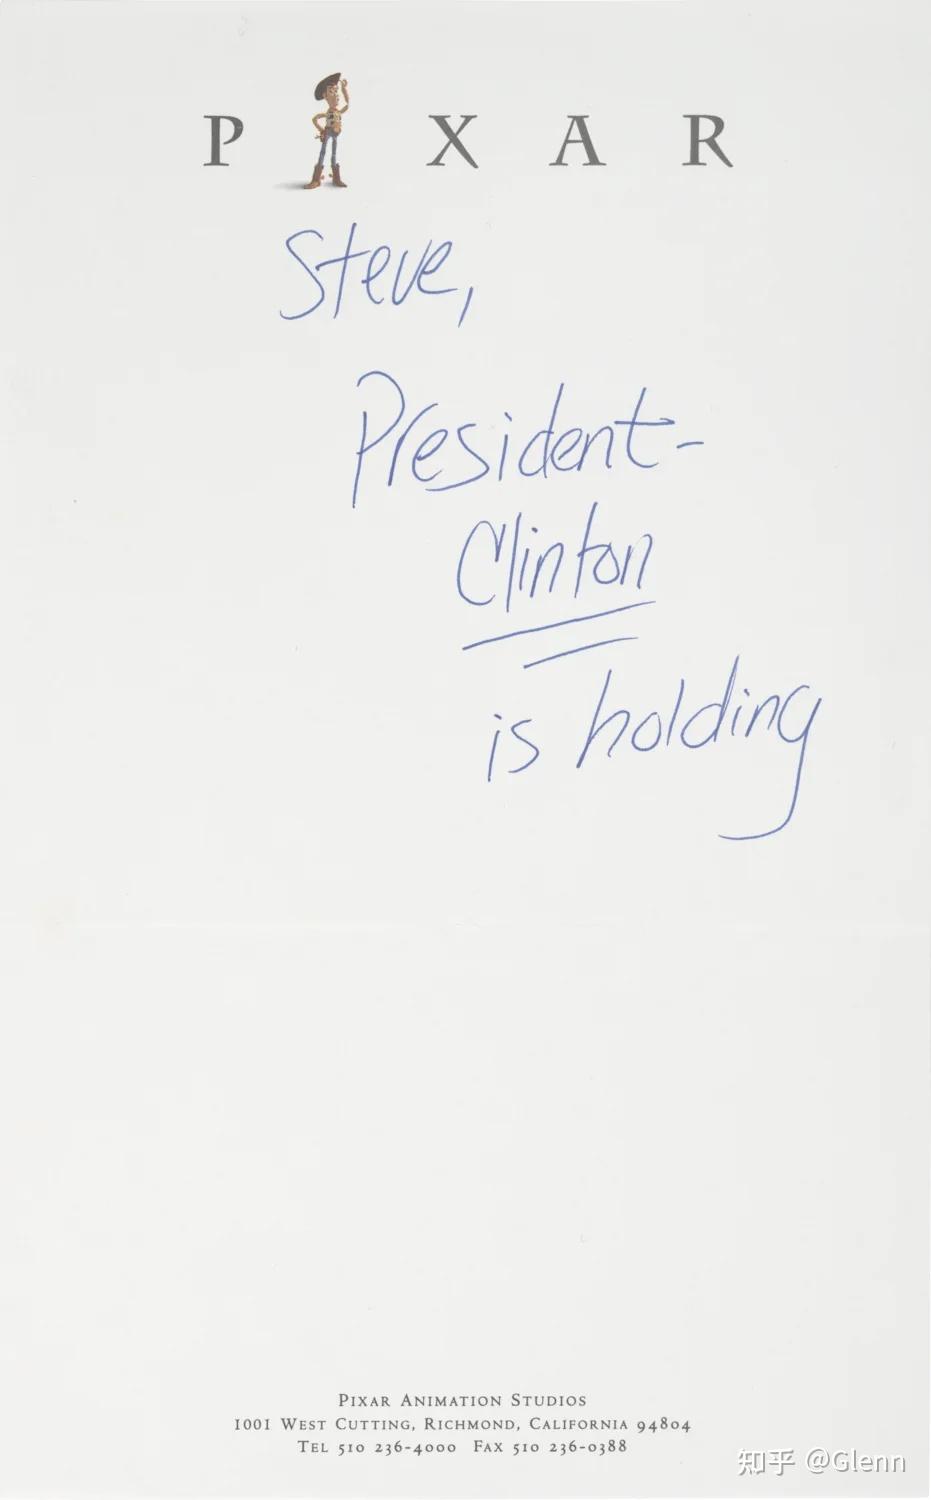 PIXAR
Steve,
President-
Clinton
is holding
PIXAR ANIMATION STUDIOS
1001 WEST CUTTING, RICHMOND, CALIFORNIA 94804
TEL 510 236-4000 FAX 510 236-0388
知乎 @Glenn